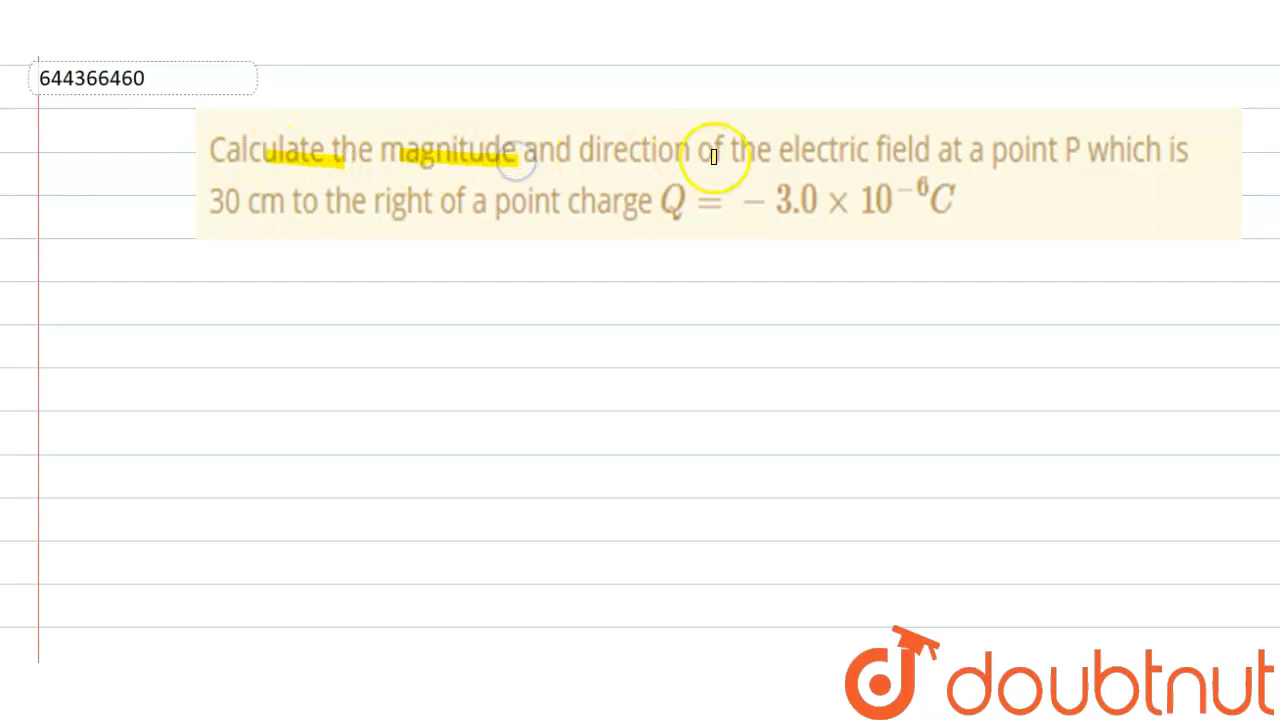 644366460
Calculate the magnitude and direction of the electric field at a point P which is
30 cm to the right of a point charge Q = − 3.0 × 10⁻⁶C
doubtnut